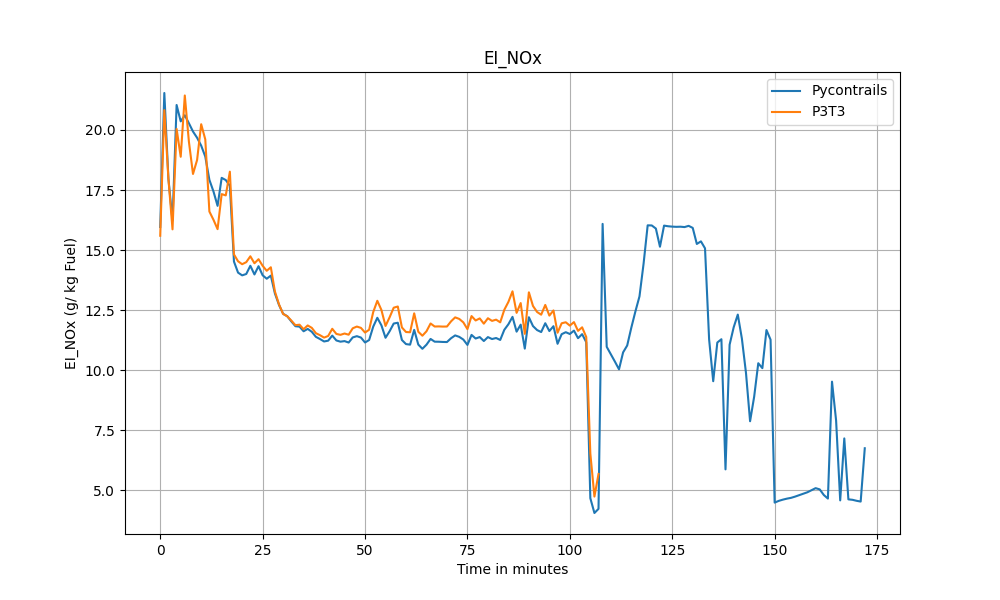 EI_NOx
Pycontrails
P3T3
EI_NOx (g/ kg Fuel)
20.0
17.5
15.0
12.5
10.0
7.5
5.0
0 25 50 75 100 125 150 175
Time in minutes